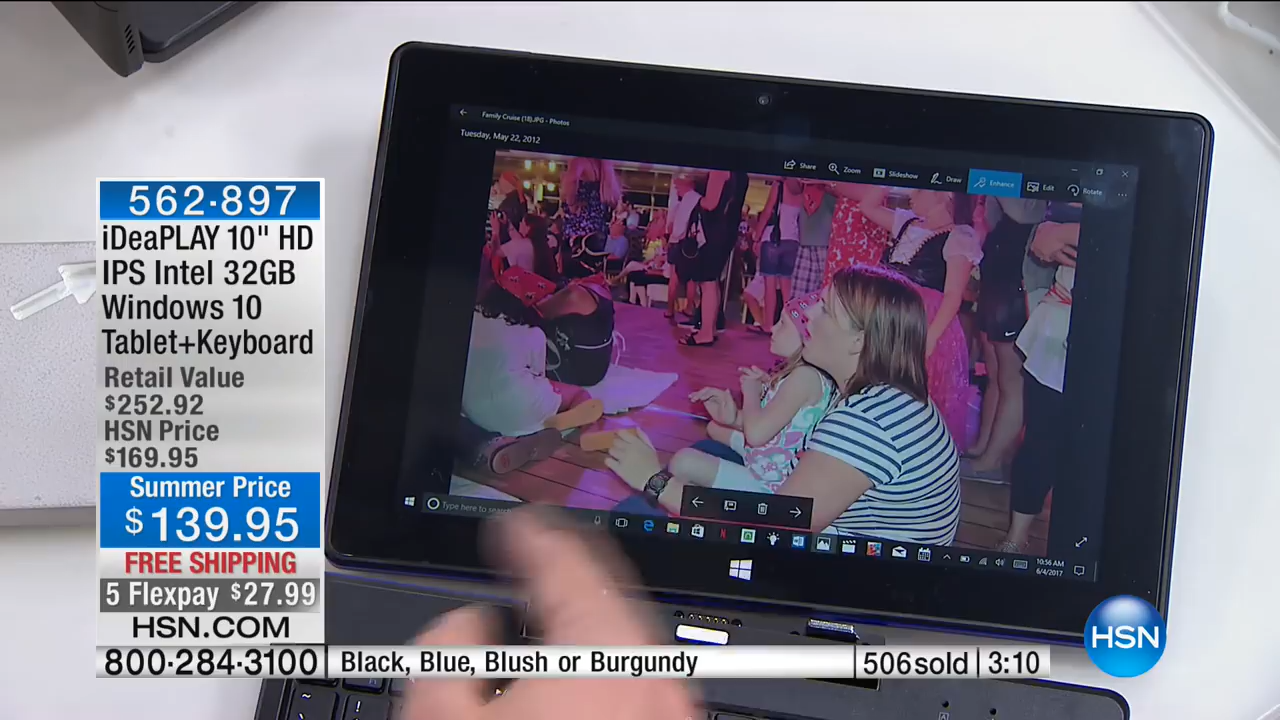 562·897
iDeaPLAY 10" HD
IPS Intel 32GB
Windows 10
Tablet+Keyboard
Retail Value
$252.92
HSN Price
$169.95
Summer Price
$139.95
FREE SHIPPING
5 Flexpay $27.99
HSN.COM
800·284·3100
Black, Blue, Blush or Burgundy
506 sold
3:10
HSN
Family Cruise (18).JPG - Photos
Tuesday, May 22, 2012
Share
Zoom
Slideshow
Draw
Enhance
Edit
Rotate
Type here to search
10:56 AM
6/4/2017